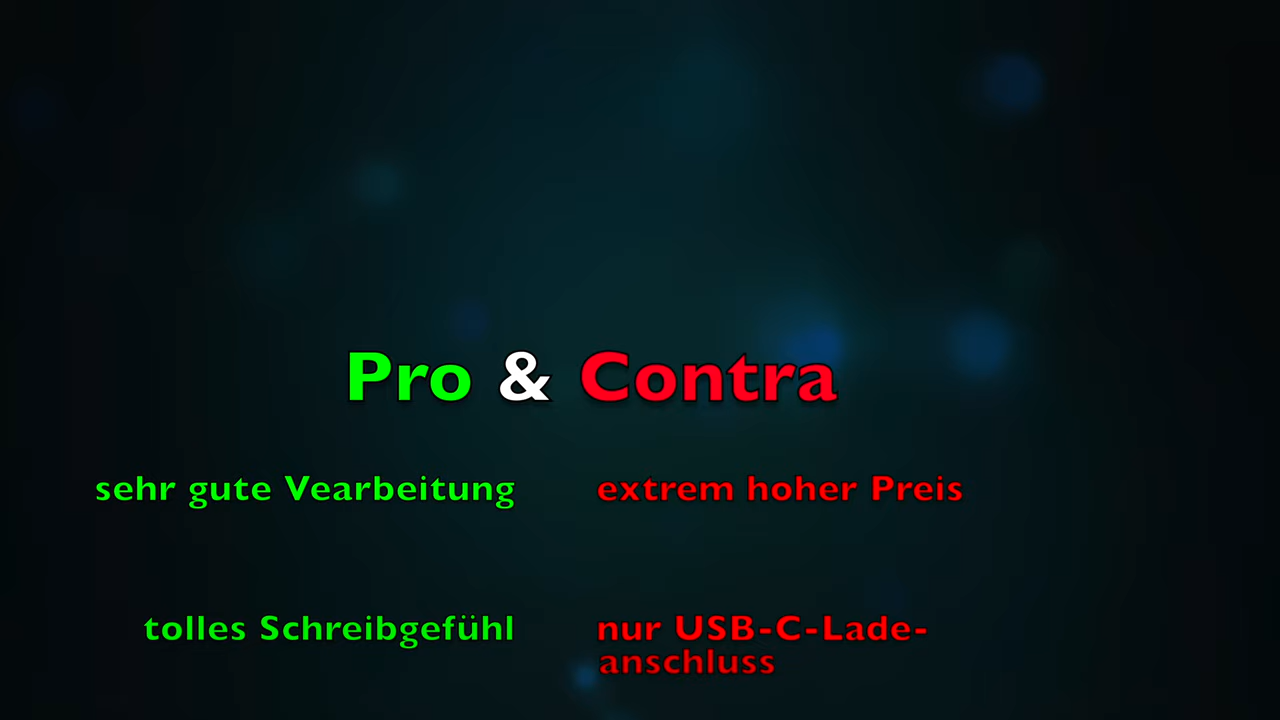 Pro & Contra
sehr gute Vearbeitung
extrem hoher Preis
tolles Schreibgefühl
nur USB-C-Lade-
anschluss